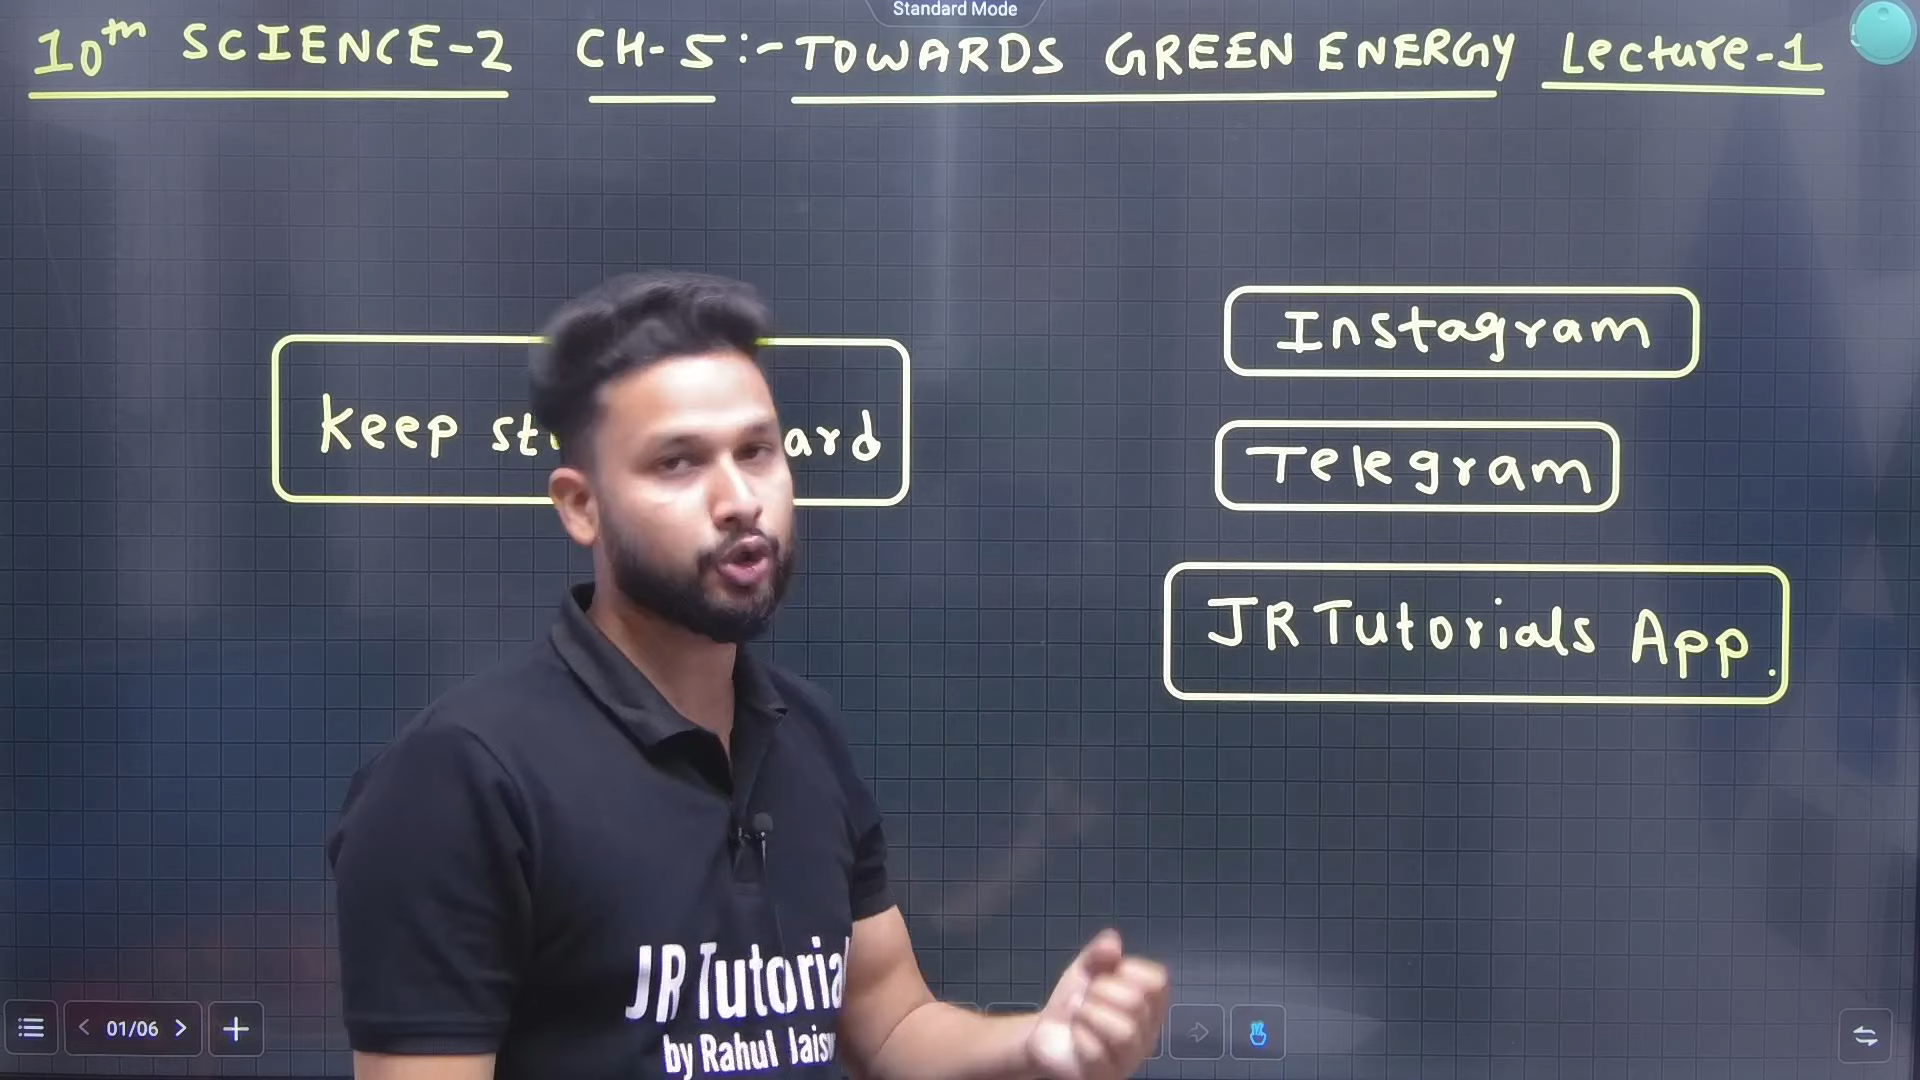 Standard Mode
10th SCIENCE-2 CH-5:- TOWARDS GREEN ENERGY Lecture-1
Keep
Instagram
Telegram
JR Tutorials App.
JR Tutorial
by Rahul
01/06